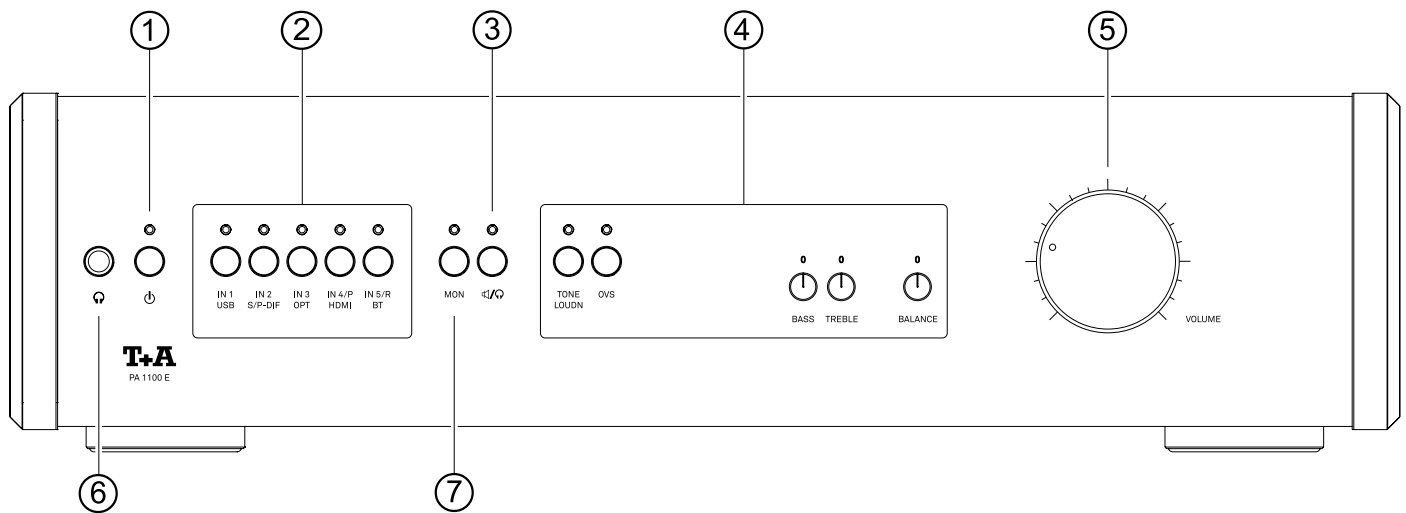 1 2 3 4 5
0 0 0
IN 1 IN 2 IN 3 IN 4/P IN 5/R
USB S/P-DIF OPT HDMI BT
MON
/
TONE
LOUDN
OVS
BASS TREBLE BALANCE
VOLUME
T+A
PA 1100 E
6 7